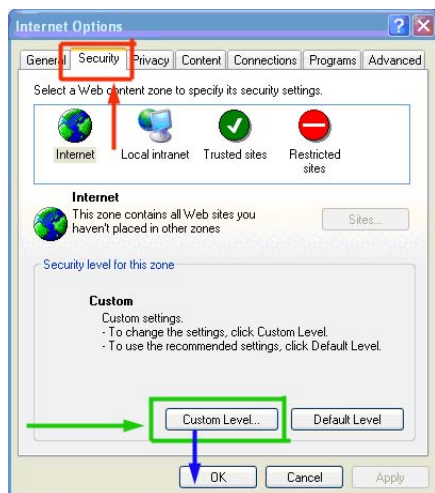 Internet Options
General Security Privacy Content Connections Programs Advanced
Select a Web content zone to specify its security settings.
Internet Local intranet Trusted sites Restricted sites
Internet
This zone contains all Web sites you
haven't placed in other zones
Sites...
Security level for this zone
Custom
Custom settings.
- To change the settings, click Custom Level.
- To use the recommended settings, click Default Level.
Custom Level... Default Level
OK Cancel Apply